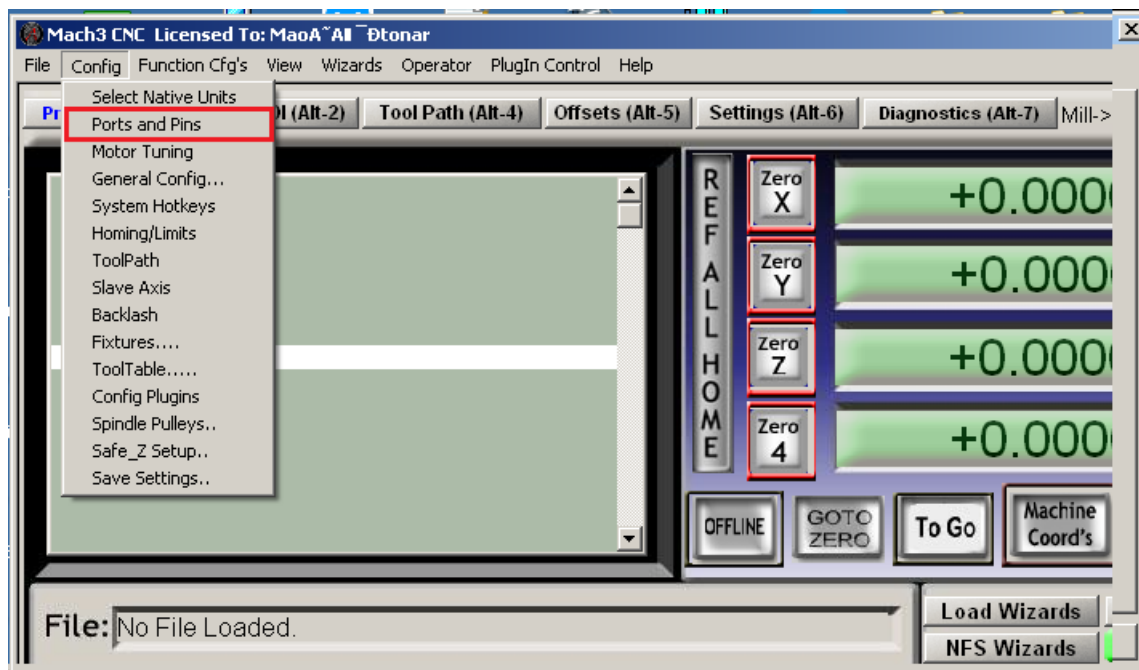 Mach3 CNC Licensed To: MaoA˜AI ¯Ðtonar
File Config Function Cfg's View Wizards Operator PlugIn Control Help
Select Native Units
Ports and Pins
Motor Tuning
General Config...
System Hotkeys
Homing/Limits
ToolPath
Slave Axis
Backlash
Fixtures....
ToolTable.....
Config Plugins
Spindle Pulleys..
Safe_Z Setup..
Save Settings..
(Alt-2) Tool Path (Alt-4) Offsets (Alt-5) Settings (Alt-6) Diagnostics (Alt-7) Mill->
REF ALL HOME
Zero X
+0.000
Zero Y
+0.000
Zero Z
+0.000
Zero 4
+0.000
OFFLINE
GOTO ZERO
To Go
Machine Coord's
File: No File Loaded.
Load Wizards
NFS Wizards